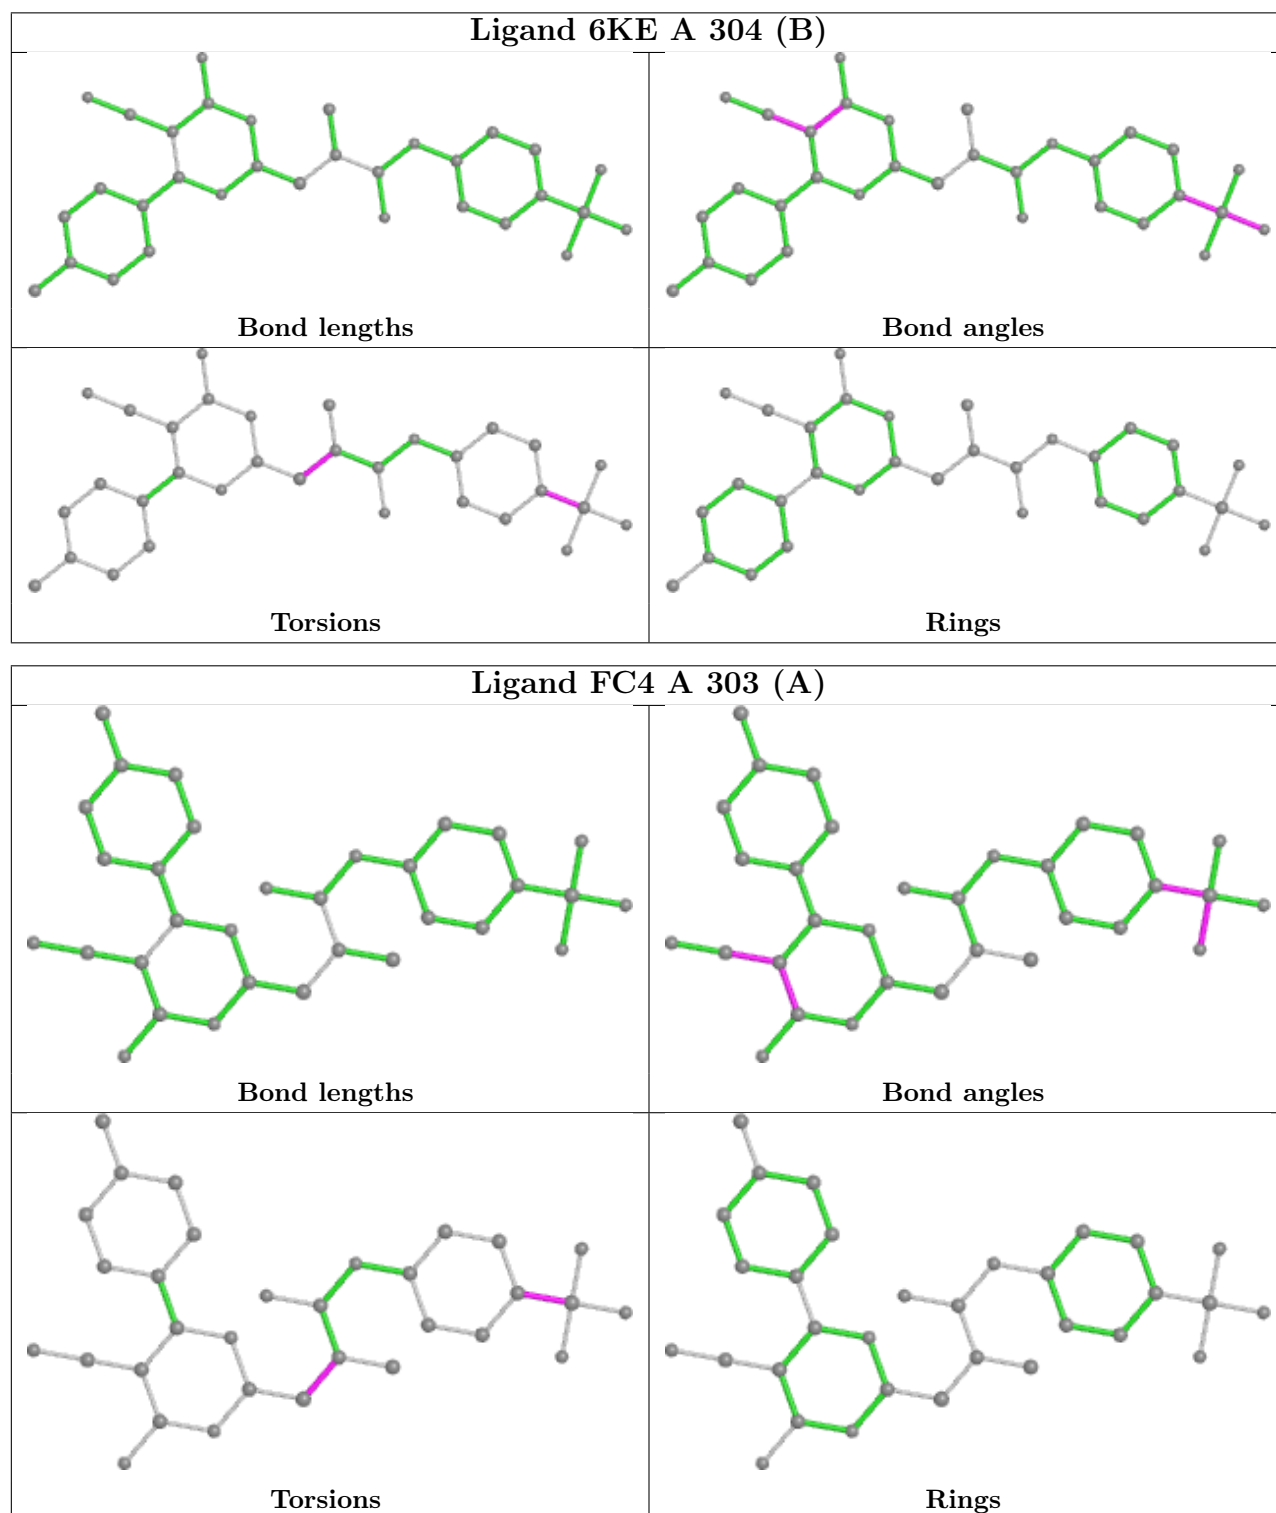 Ligand 6KE A 304 (B)
Bond lengths
Bond angles
Torsions
Rings
Ligand FC4 A 303 (A)
Bond lengths
Bond angles
Torsions
Rings